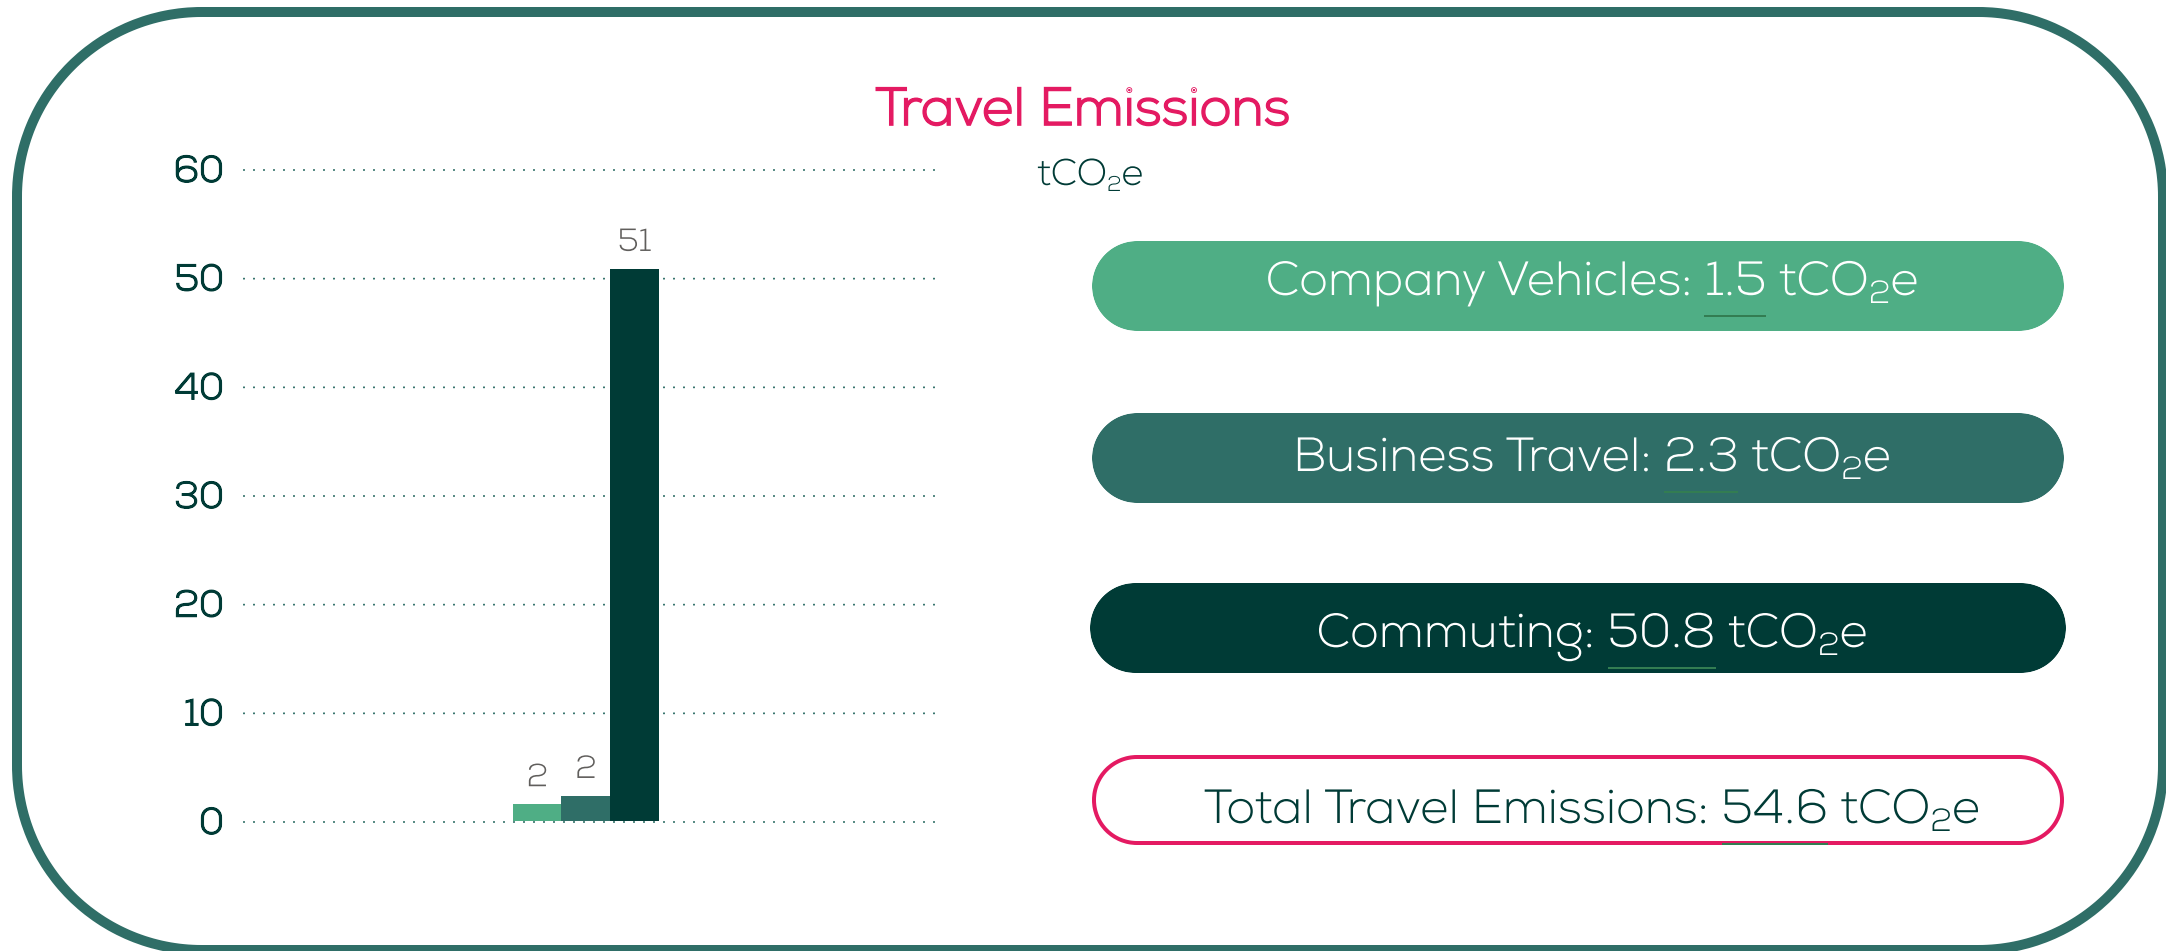 Travel Emissions
tCO₂e
60
50
40
30
20
10
0
2
2
51
Company Vehicles: 1.5 tCO₂e
Business Travel: 2.3 tCO₂e
Commuting: 50.8 tCO₂e
Total Travel Emissions: 54.6 tCO₂e